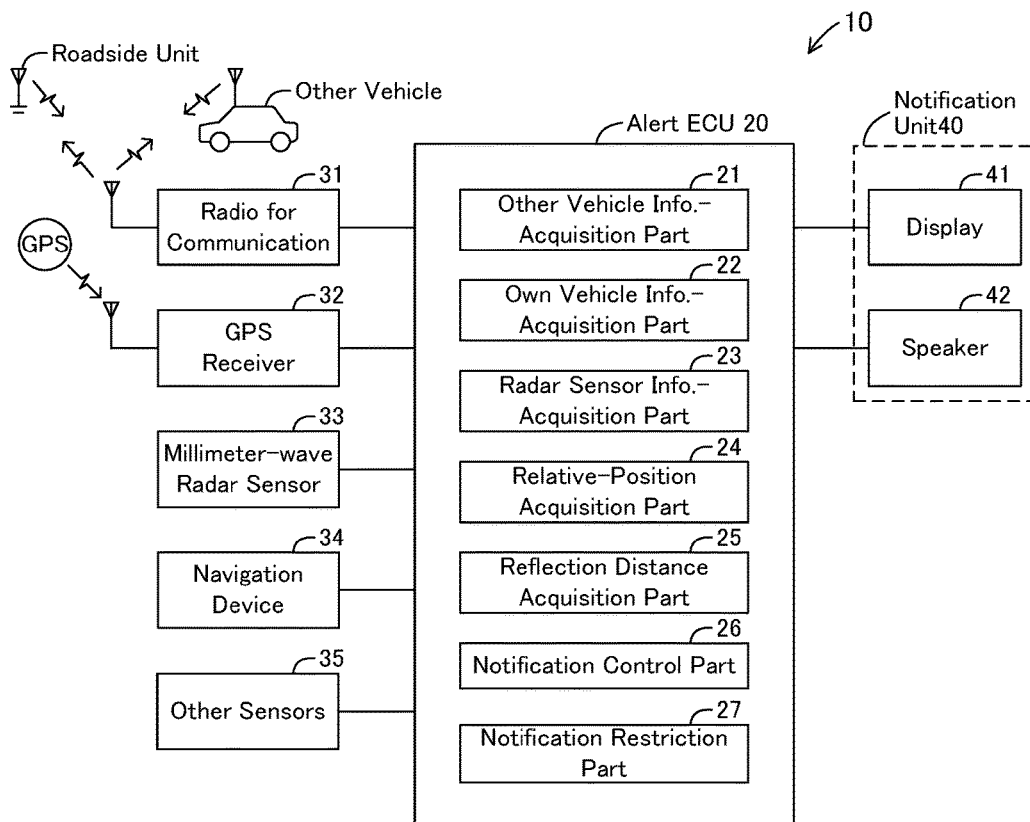 10
Roadside Unit
Other Vehicle
Alert ECU 20
Notification
Unit40
31
Radio for
Communication
GPS
32
GPS
Receiver
33
Millimeter-wave
Radar Sensor
34
Navigation
Device
35
Other Sensors
21
Other Vehicle Info.-
Acquisition Part
22
Own Vehicle Info.-
Acquisition Part
23
Radar Sensor Info.-
Acquisition Part
24
Relative-Position
Acquisition Part
25
Reflection Distance
Acquisition Part
26
Notification Control Part
27
Notification Restriction
Part
41
Display
42
Speaker